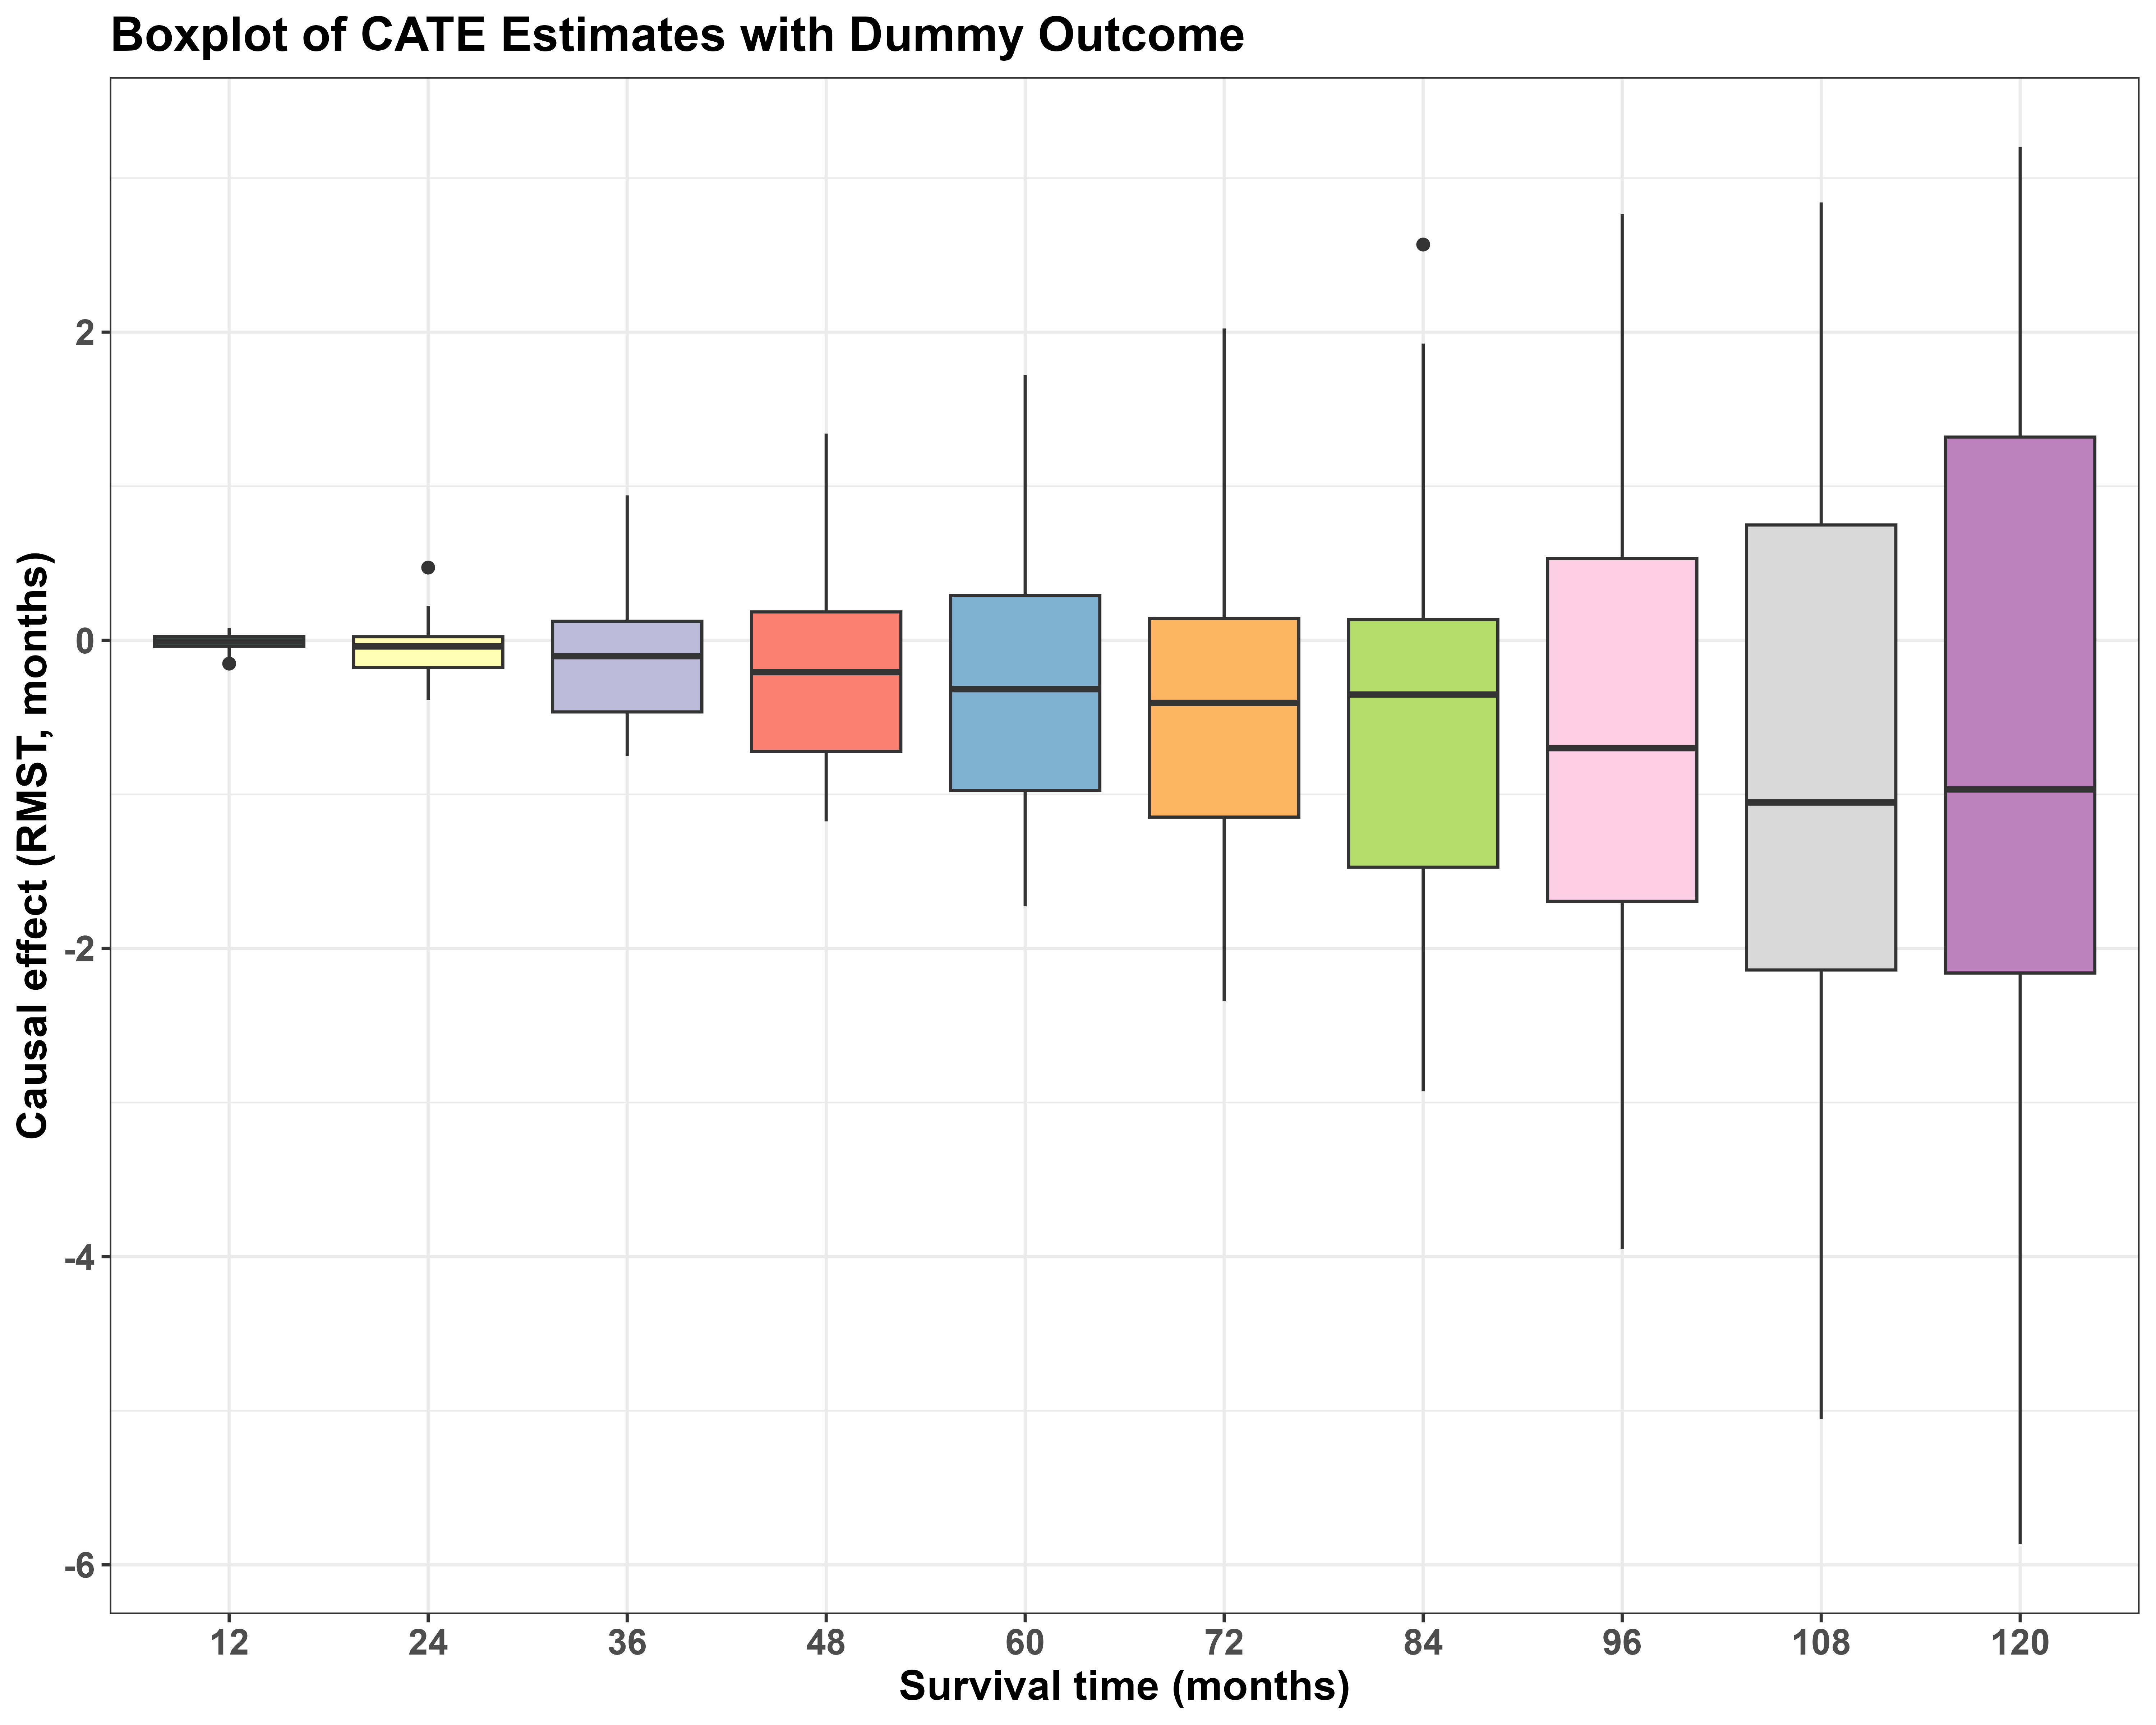 Boxplot of CATE Estimates with Dummy Outcome
Causal effect (RMST, months)
2
0
-2
-4
-6
12 24 36 48 60 72 84 96 108 120
Survival time (months)